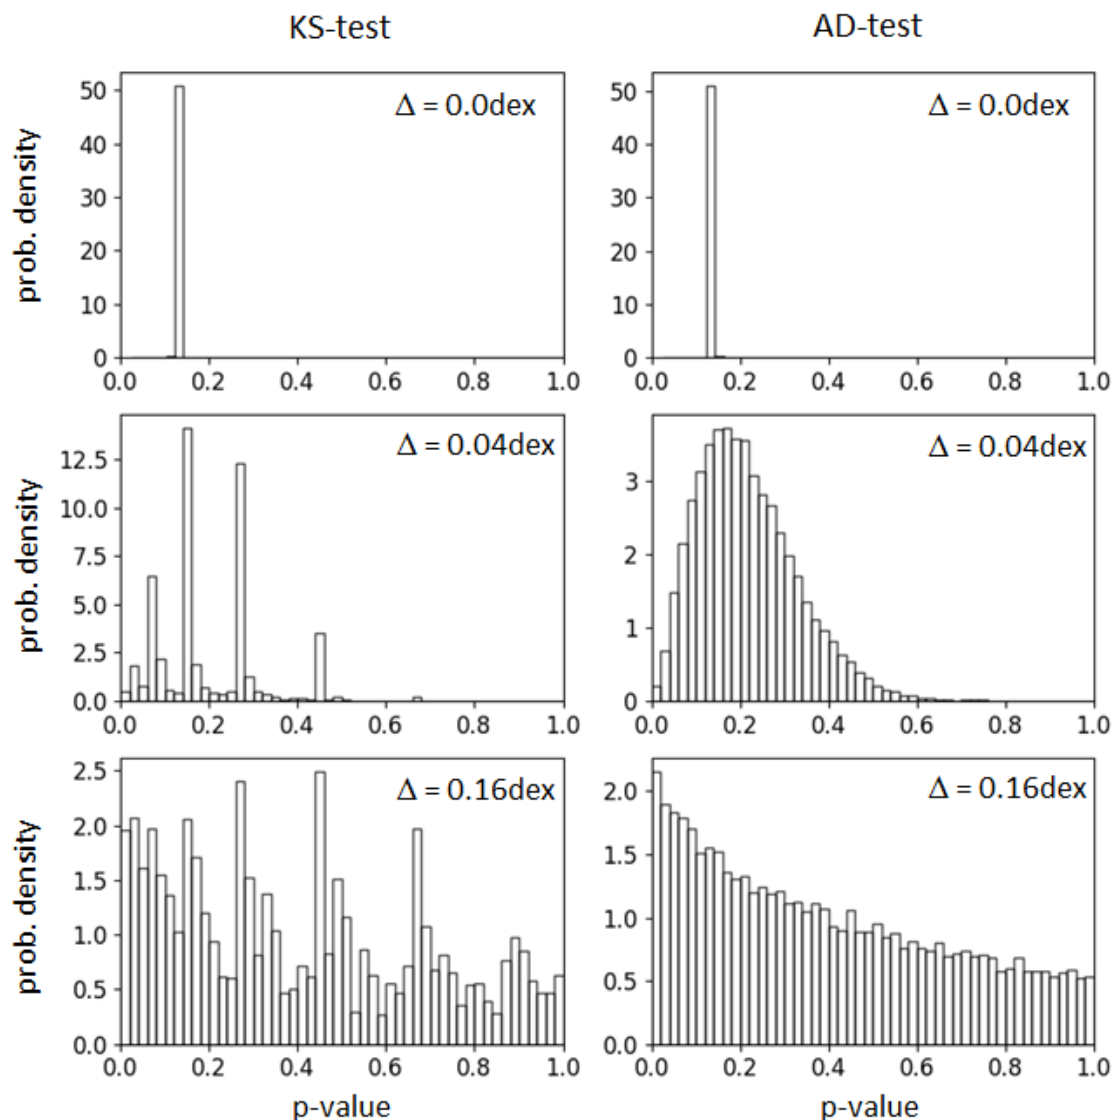 KS-test
AD-test
50
40
30
20
10
0
prob. density
Δ = 0.0dex
0.0 0.2 0.4 0.6 0.8 1.0
50
40
30
20
10
0
Δ = 0.0dex
0.0 0.2 0.4 0.6 0.8 1.0
12.5
10.0
7.5
5.0
2.5
0.0
prob. density
Δ = 0.04dex
0.0 0.2 0.4 0.6 0.8 1.0
3
2
1
0
Δ = 0.04dex
0.0 0.2 0.4 0.6 0.8 1.0
2.5
2.0
1.5
1.0
0.5
0.0
prob. density
Δ = 0.16dex
0.0 0.2 0.4 0.6 0.8 1.0
p-value
2.0
1.5
1.0
0.5
0.0
Δ = 0.16dex
0.0 0.2 0.4 0.6 0.8 1.0
p-value